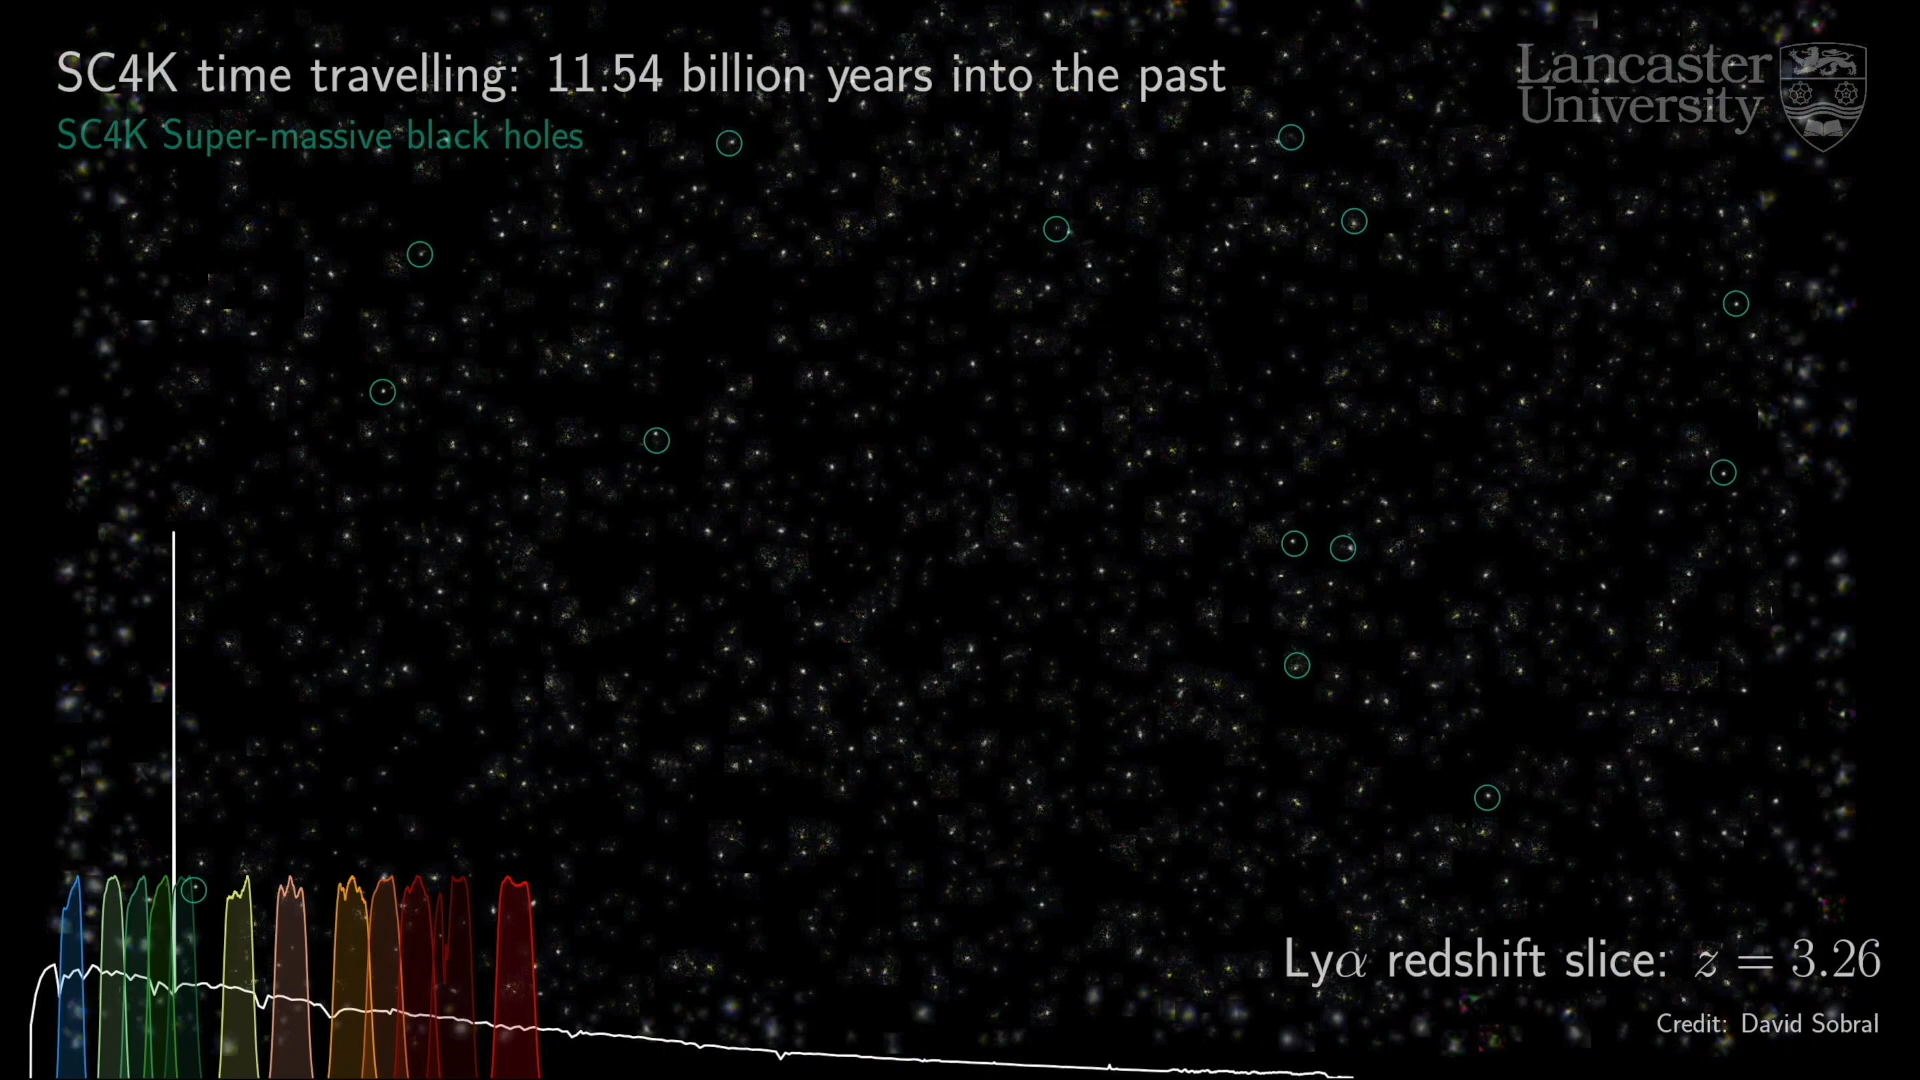 SC4K time travelling: 11.54 billion years into the past
SC4K Super-massive black holes
Lancaster
University
Lyα redshift slice: z = 3.26
Credit: David Sobral